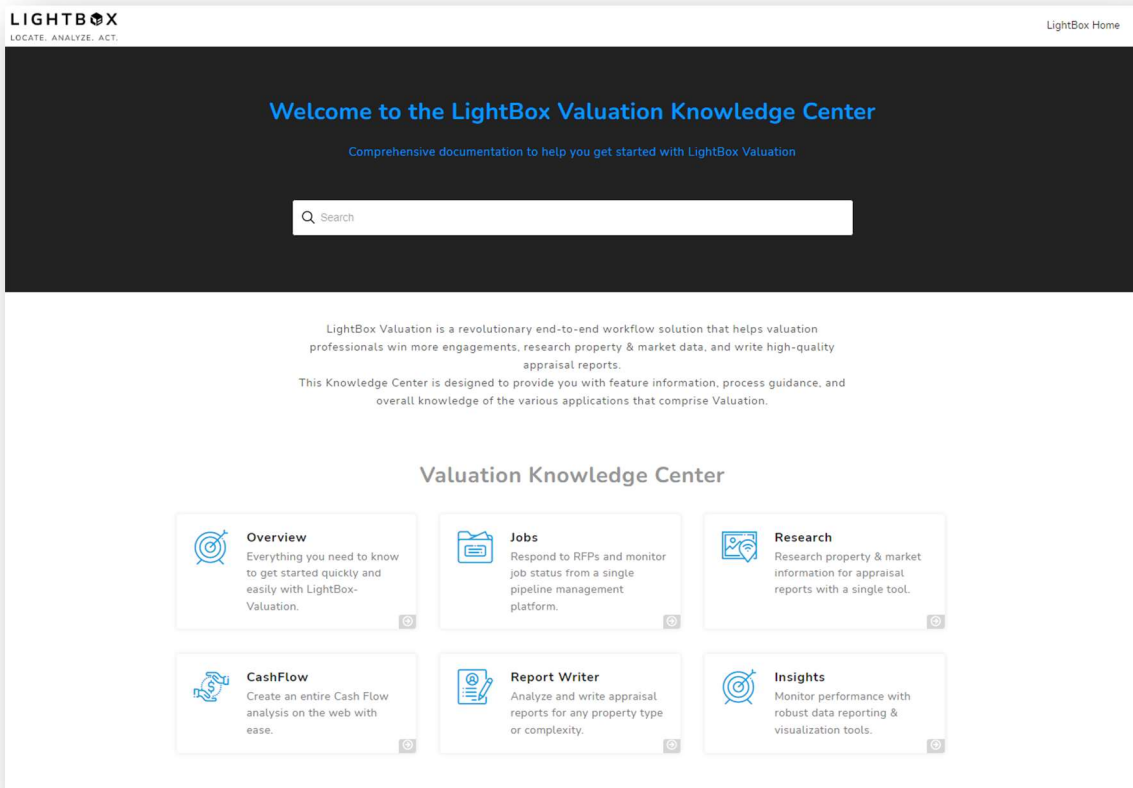 LIGHTBOX
LOCATE. ANALYZE. ACT.
LightBox Home
Welcome to the LightBox Valuation Knowledge Center
Comprehensive documentation to help you get started with LightBox Valuation
Search
LightBox Valuation is a revolutionary end-to-end workflow solution that helps valuation
professionals win more engagements, research property & market data, and write high-quality
appraisal reports.
This Knowledge Center is designed to provide you with feature information, process guidance, and
overall knowledge of the various applications that comprise Valuation.
Valuation Knowledge Center
Overview
Everything you need to know
to get started quickly and
easily with LightBox-
Valuation.
Jobs
Respond to RFPs and monitor
job status from a single
pipeline management
platform.
Research
Research property & market
information for appraisal
reports with a single tool.
CashFlow
Create an entire Cash Flow
analysis on the web with
ease.
Report Writer
Analyze and write appraisal
reports for any property type
or complexity.
Insights
Monitor performance with
robust data reporting &
visualization tools.